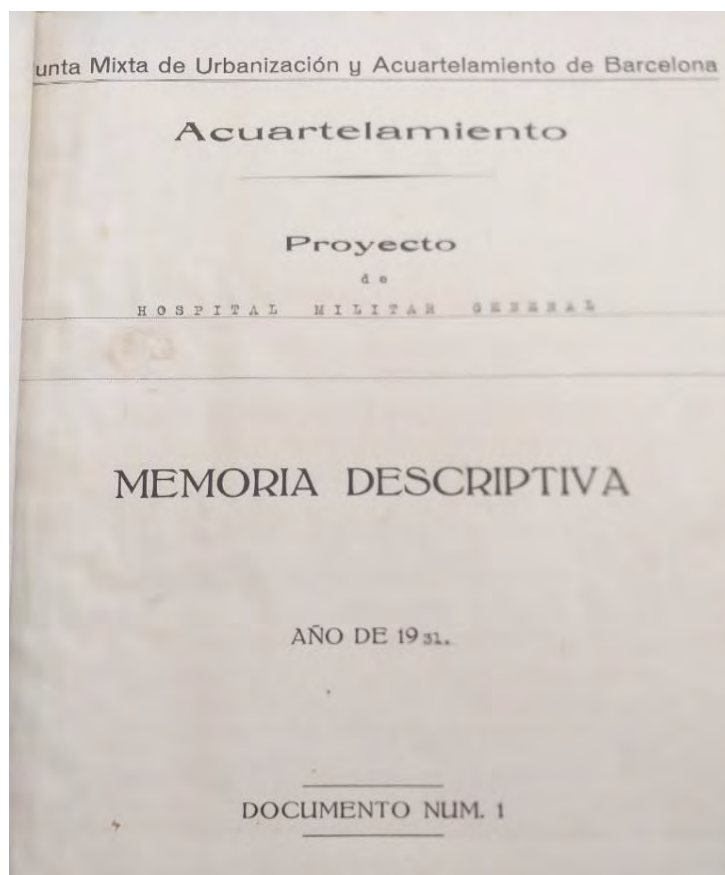 unta Mixta de Urbanización y Acuartelamiento de Barcelona
Acuartelamiento
Proyecto
de
HOSPITAL MILITAR GENERAL
MEMORIA DESCRIPTIVA
AÑO DE 1931.
DOCUMENTO NUM. 1